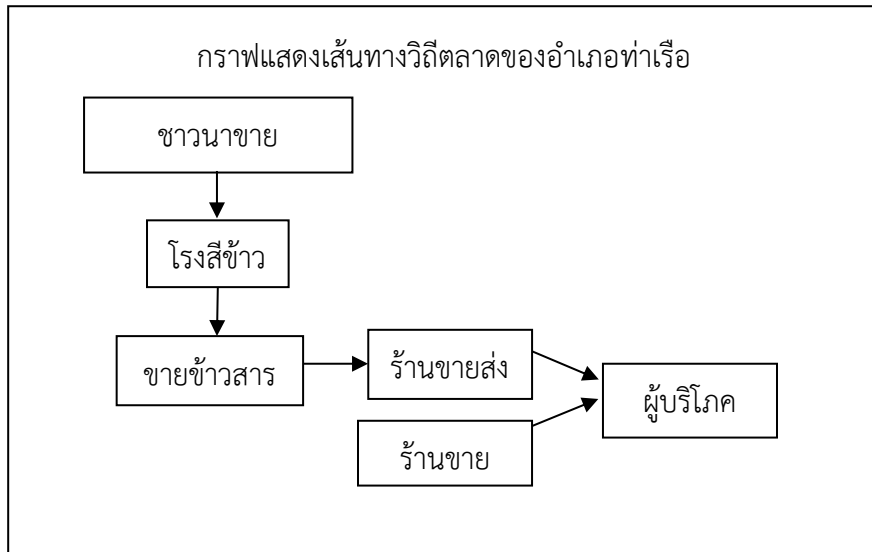 กราฟแสดงเส้นทางวิถีตลาดของอำเภอท่าเรือ
ชาวนาขาย
โรงสีข้าว
ขายข้าวสาร
ร้านขายส่ง
ผู้บริโภค
ร้านขาย